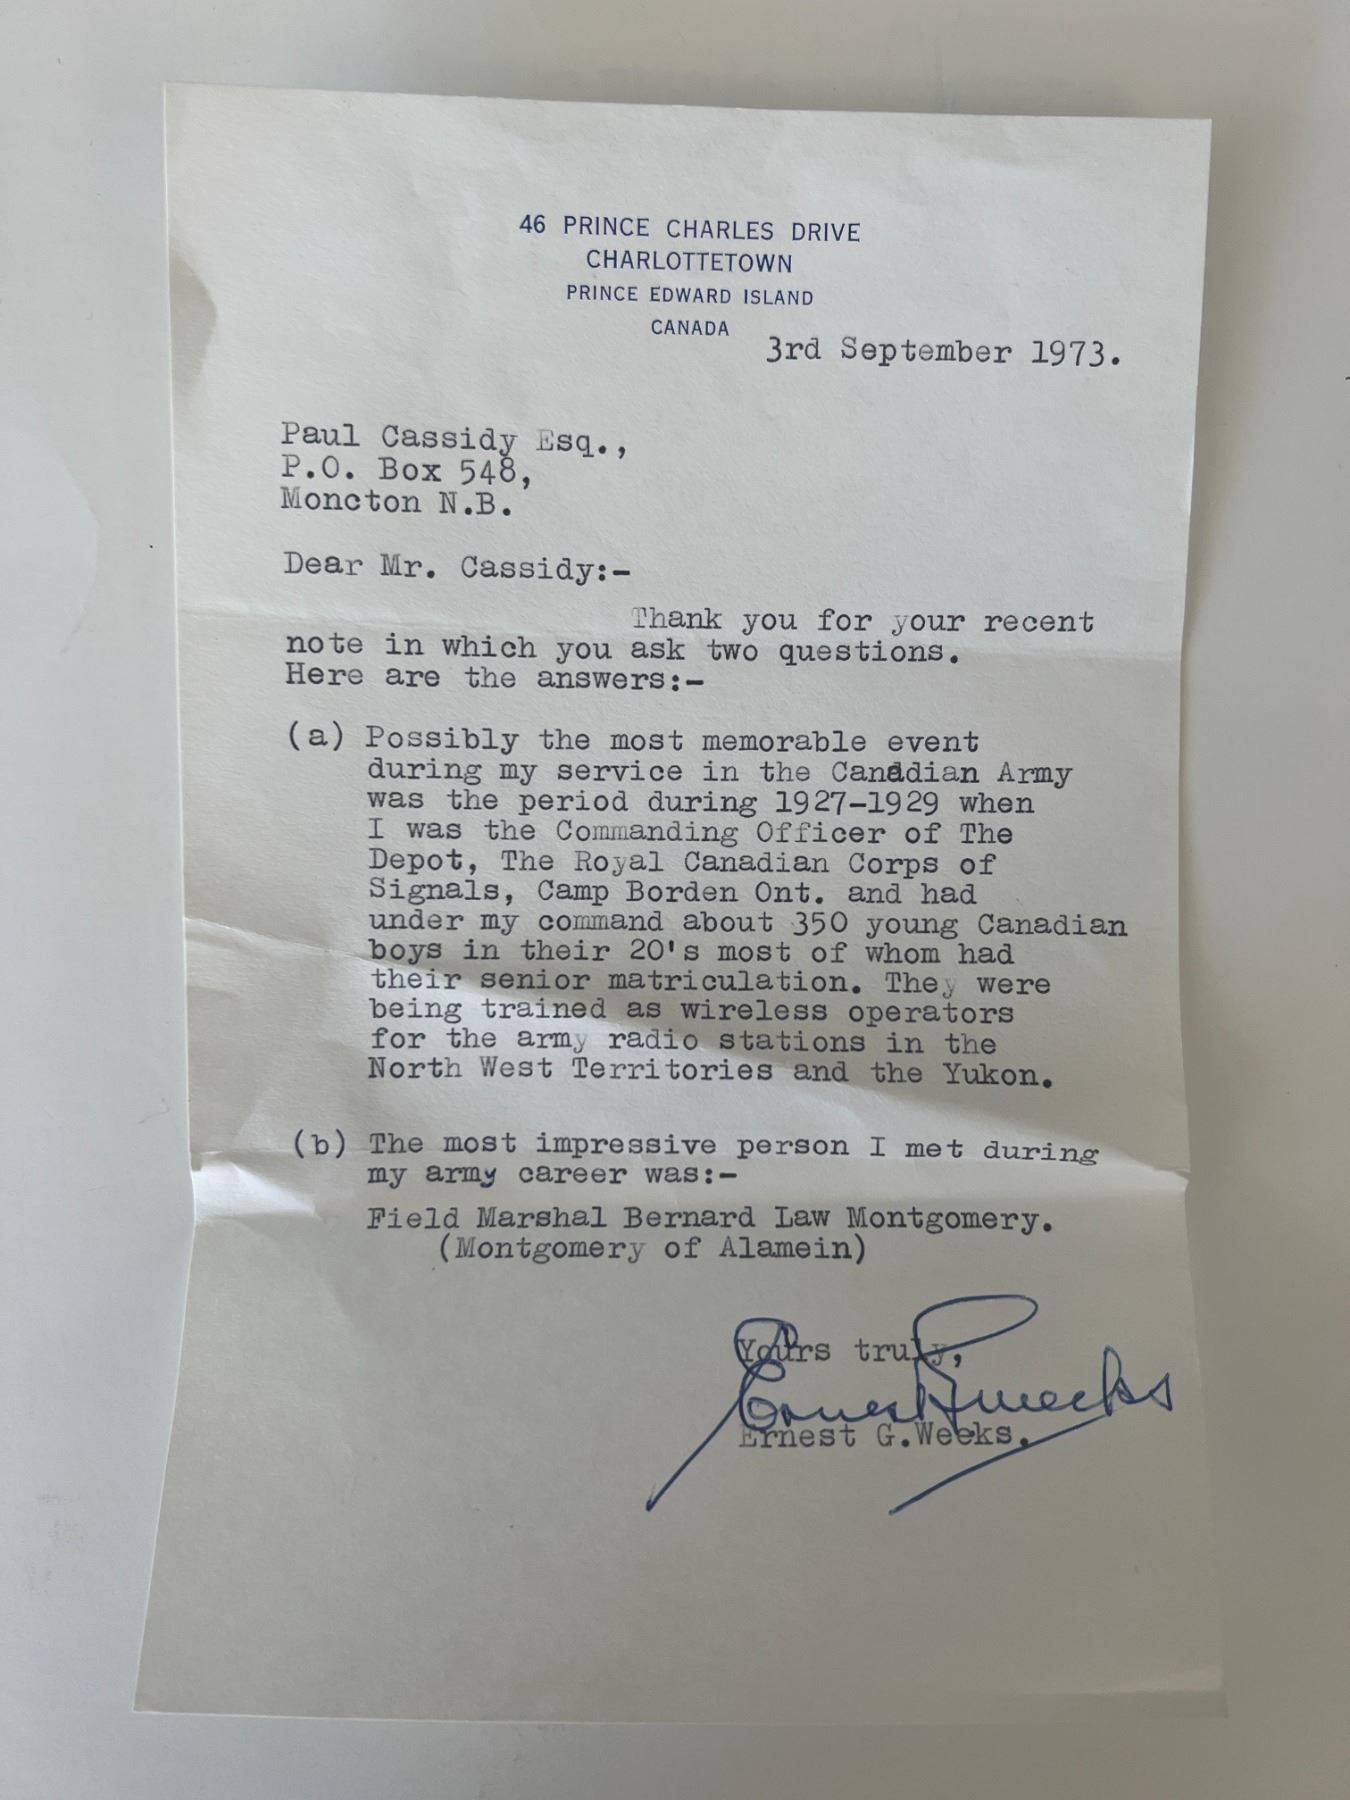 46 PRINCE CHARLES DRIVE
CHARLOTTETOWN
PRINCE EDWARD ISLAND
CANADA
3rd September 1973.
Paul Cassidy Esq.,
P.O. Box 548,
Moncton N.B.
Dear Mr. Cassidy:-
Thank you for your recent
note in which you ask two questions.
Here are the answers:-
(a) Possibly the most memorable event
during my service in the Canadian Army
was the period during 1927-1929 when
I was the Commanding Officer of The
Depot, The Royal Canadian Corps of
Signals, Camp Borden Ont. and had
under my command about 350 young Canadian
boys in their 20's most of whom had
their senior matriculation. They were
being trained as wireless operators
for the army radio stations in the
North West Territories and the Yukon.
(b) The most impressive person I met during
my army career was:-
Field Marshal Bernard Law Montgomery.
(Montgomery of Alamein)
Yours truly,
Ernest G Weeks
Ernest G.Weeks.